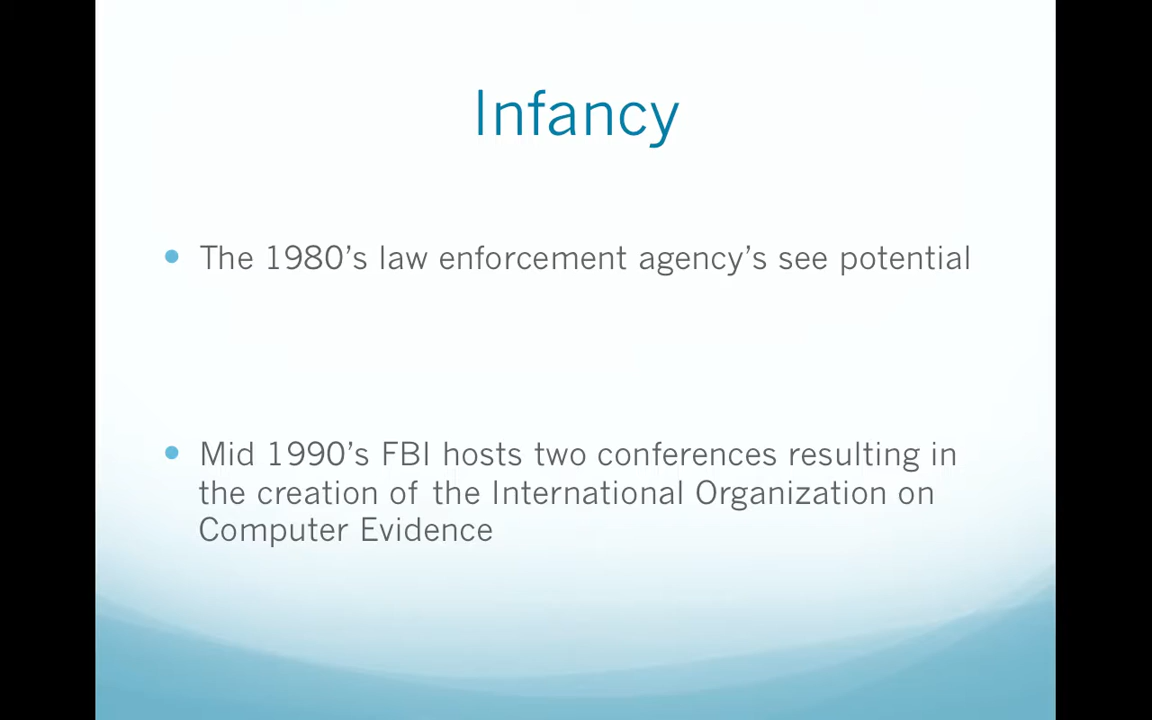 Infancy
• The 1980’s law enforcement agency’s see potential
• Mid 1990’s FBI hosts two conferences resulting in
the creation of the International Organization on
Computer Evidence